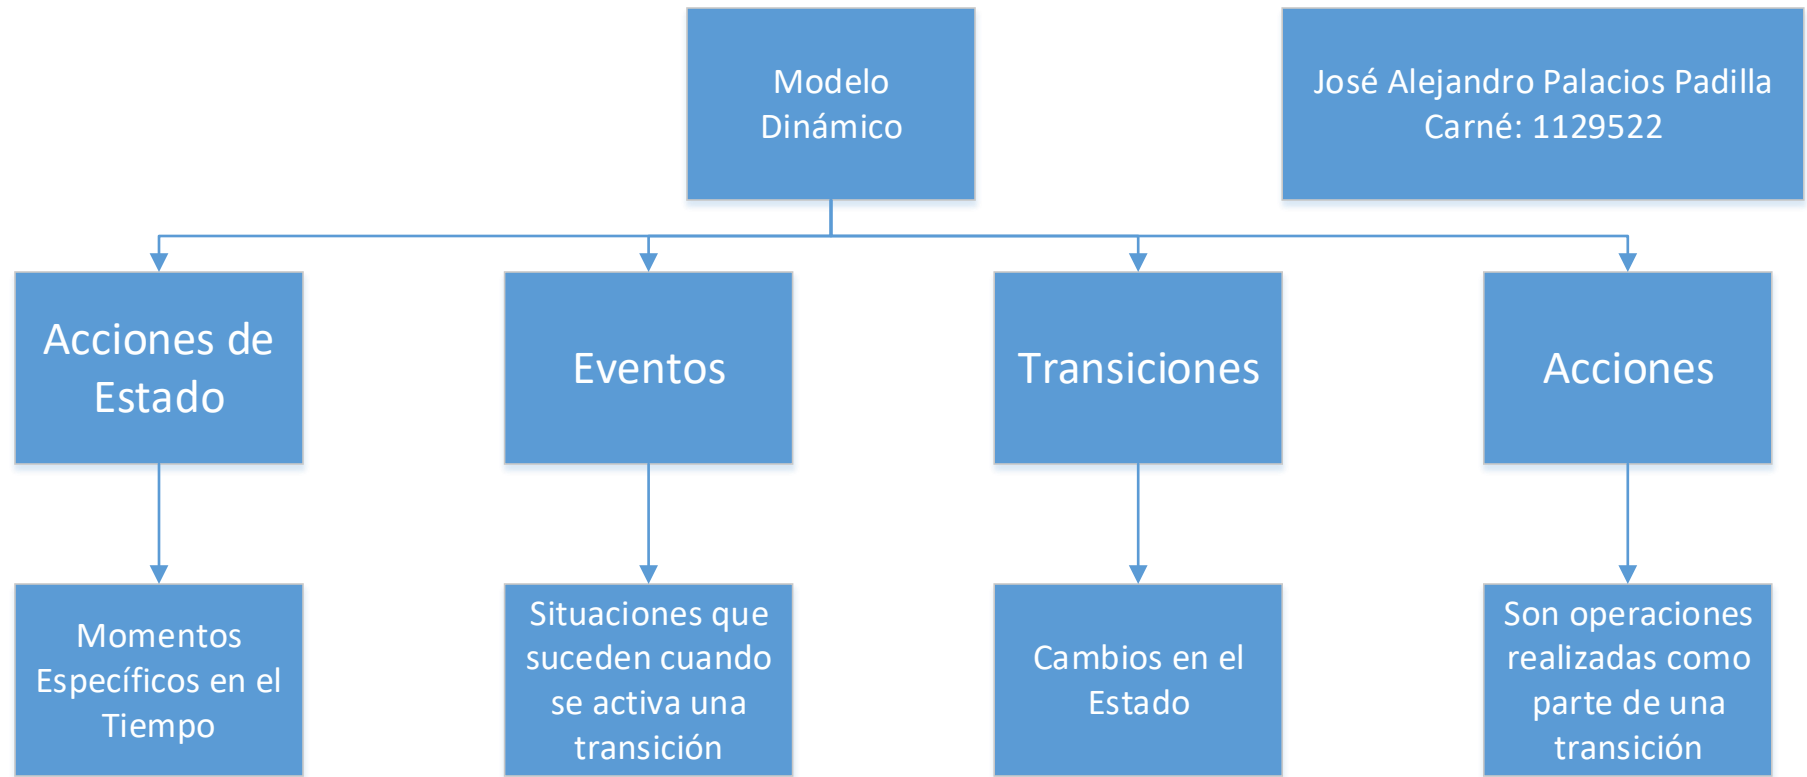 Modelo
Dinámico
José Alejandro Palacios Padilla
Carné: 1129522
Acciones de
Estado
Eventos
Transiciones
Acciones
Momentos
Específicos en el
Tiempo
Situaciones que
suceden cuando
se activa una
transición
Cambios en el
Estado
Son operaciones
realizadas como
parte de una
transición